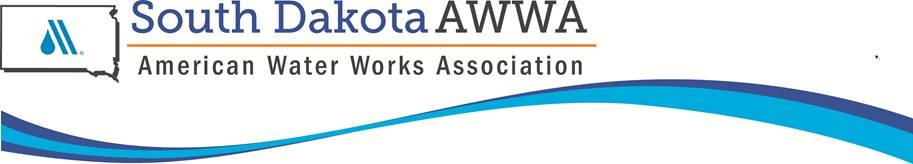 South Dakota AWWA
American Water Works Association